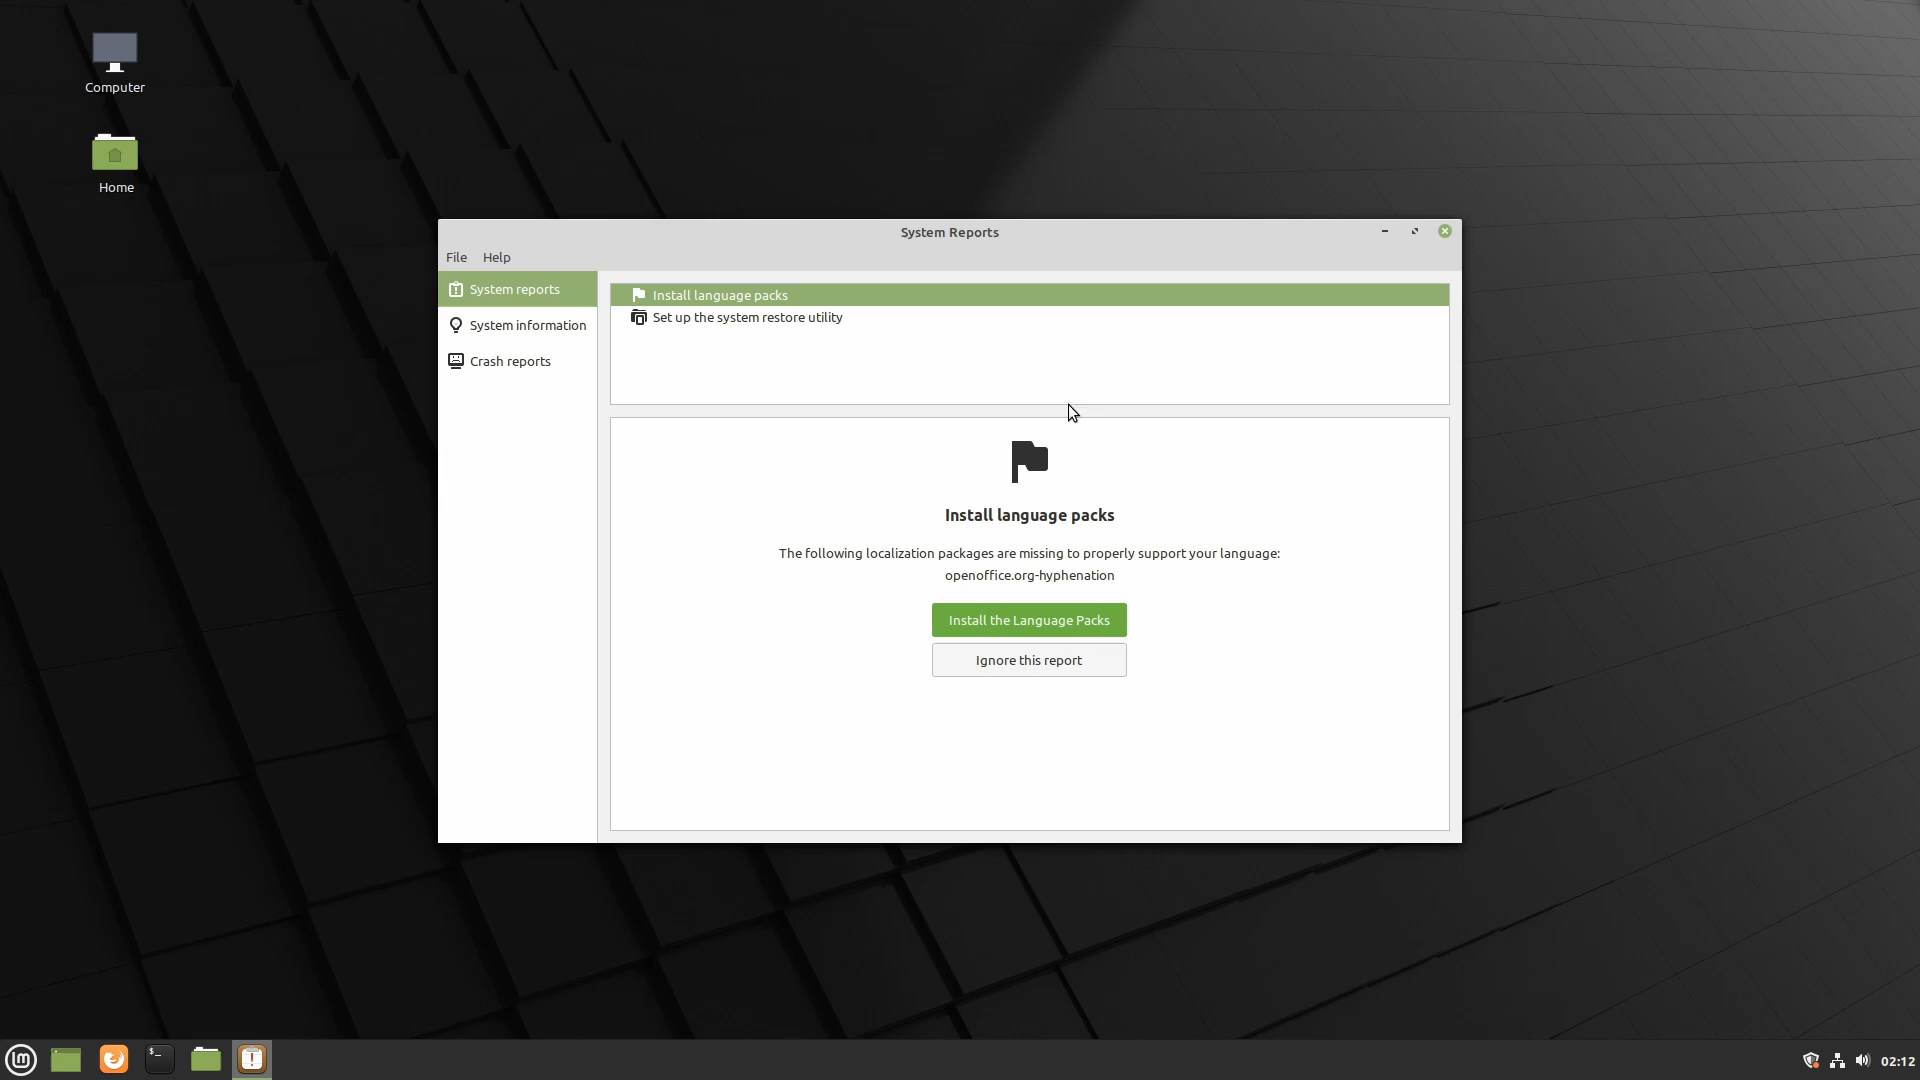 Computer
Home
System Reports
File Help
System reports
System information
Crash reports
Install language packs
Set up the system restore utility
Install language packs
The following localization packages are missing to properly support your language:
openoffice.org-hyphenation
Install the Language Packs
Ignore this report
$_
lm
02:12